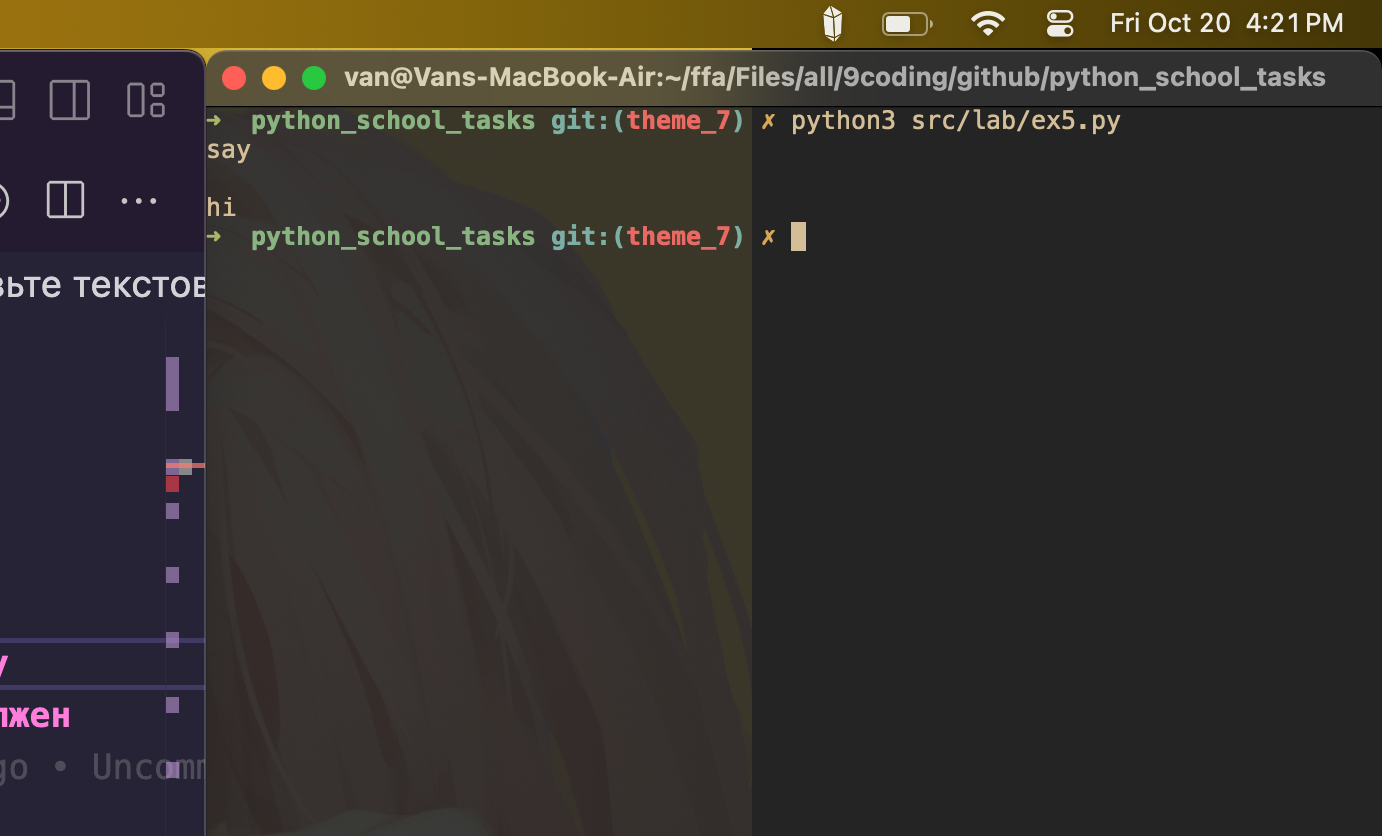 Fri Oct 20 4:21 PM
van@Vans-MacBook-Air:~/ffa/Files/all/9coding/github/python_school_tasks
➜ python_school_tasks git:(theme_7) ✗ python3 src/lab/ex5.py
say
hi
➜ python_school_tasks git:(theme_7) ✗
вьте текстов
у
лжен
go • Uncomm